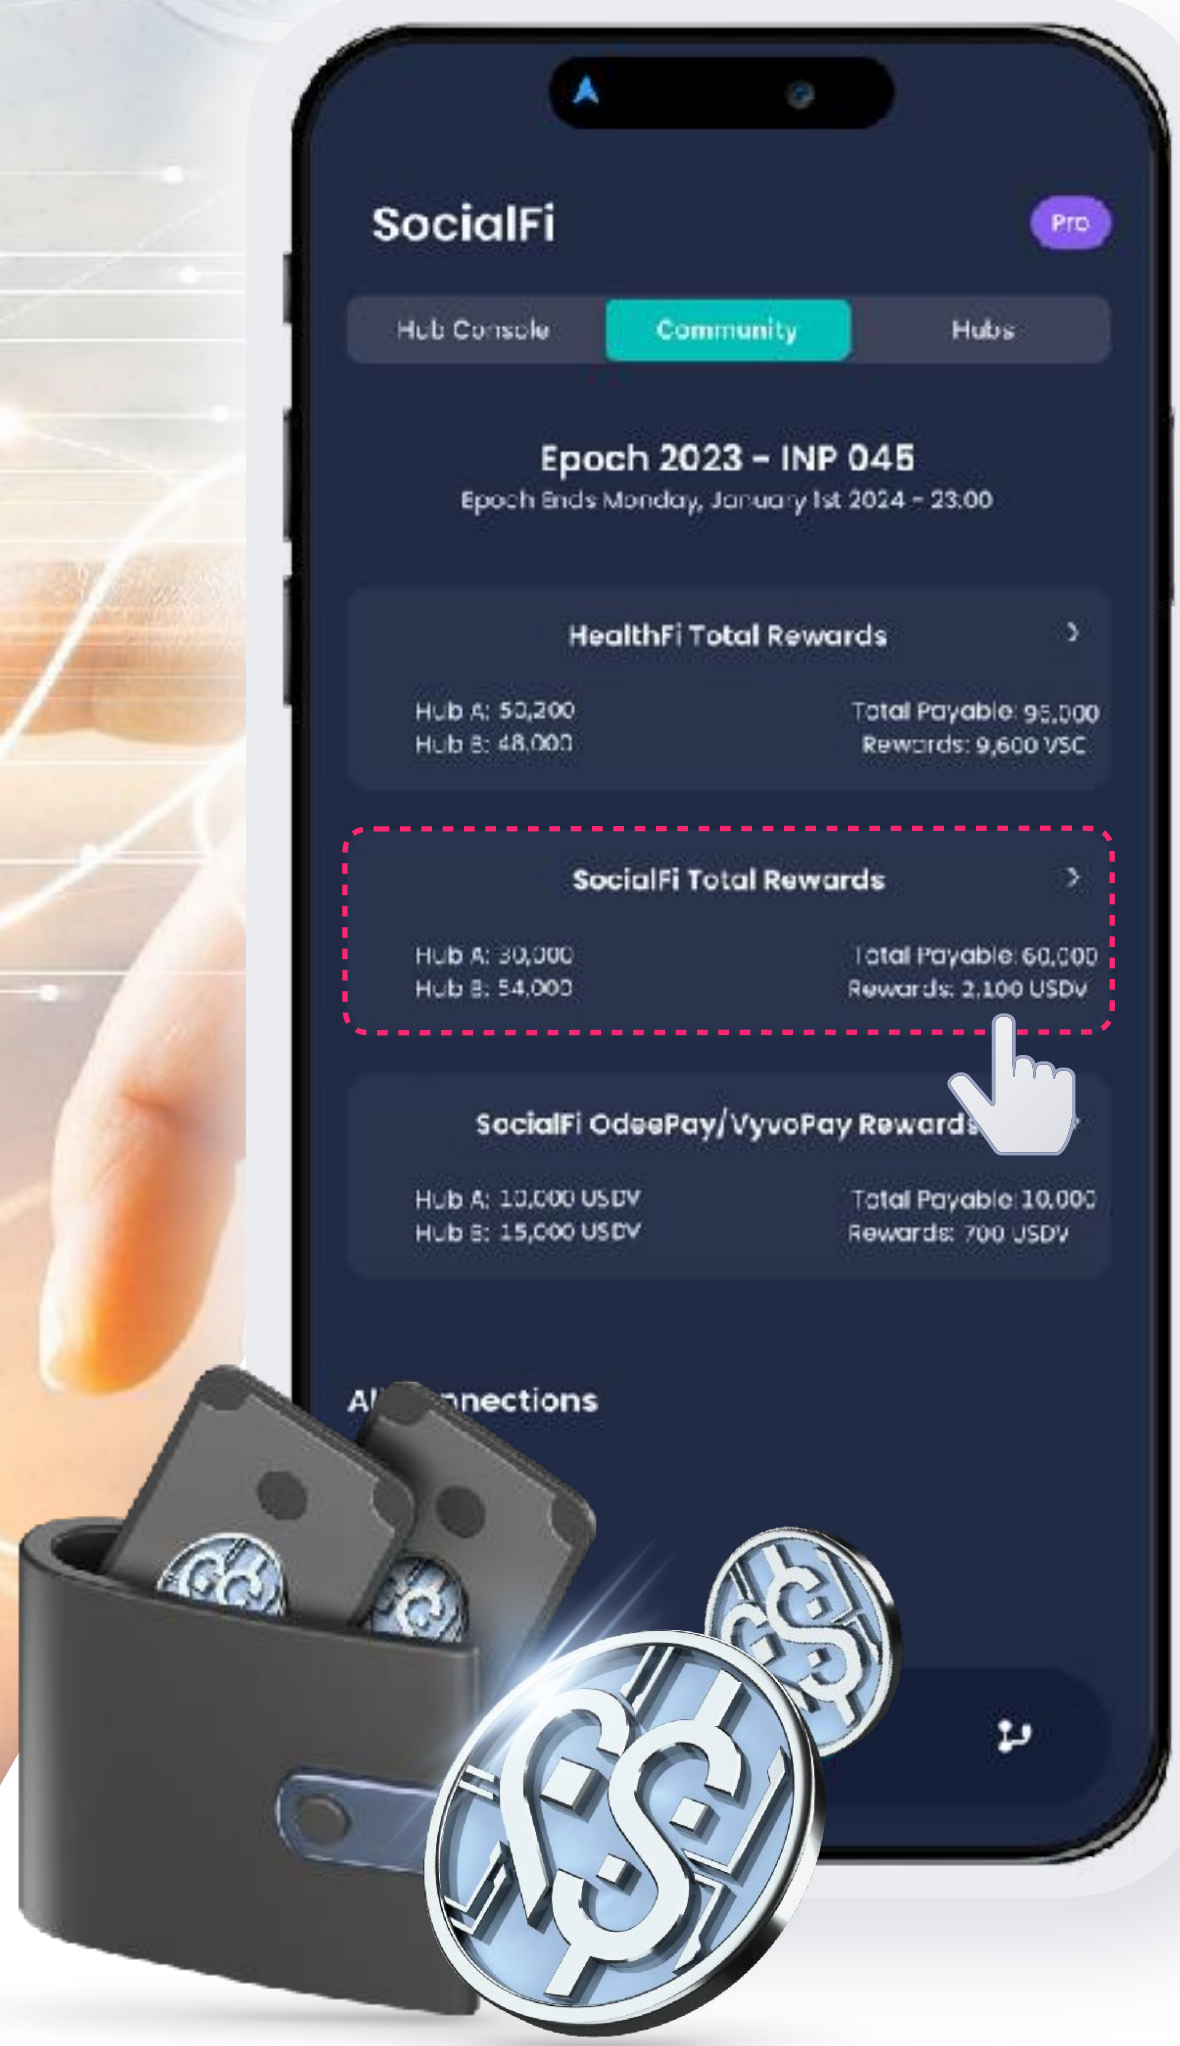 SocialFi
Pro
Hub Console
Community
Hubs
Epoch 2023 - INP 045
Epoch Ends Monday, January 1st 2024 - 23:00
HealthFi Total Rewards
Hub A: 50,200
Total Payable: 96,000
Hub B: 48,000
Rewards: 9,600 VSC
SocialFi Total Rewards
Hub A: 30,000
Total Payable: 60,000
Hub B: 54,000
Rewards: 2,100 USDV
SocialFi OdeePay/VyvoPay Rewards
Hub A: 10,000 USDV
Total Payable: 10,000
Hub B: 15,000 USDV
Rewards: 700 USDV